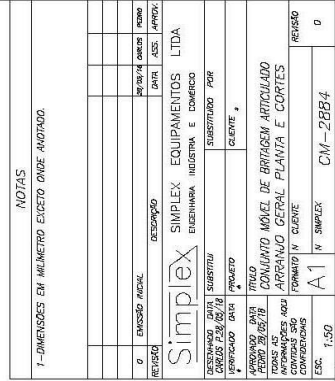 NOTAS
1-DIMENSÕES EM MILÍMETRO EXCETO ONDE ANOTADO.
0 EMISSÃO INICIAL 28/05/18 CARLOS PEDRO
REVISÃO DESCRIÇÃO DATA ASS. APROV.
Simplex SIMPLEX EQUIPAMENTOS LTDA
ENGENHARIA INDÚSTRIA E COMÉRCIO
DESENHADO DATA SUBSTITUI SUBSTITUÍDO POR
CARLOS P.28/05/18
VERIFICADO DATA PROJETO CLIENTE
APROVADO DATA TÍTULO
PEDRO 28/05/18 CONJUNTO MÓVEL DE BRITAGEM ARTICULADO
TODAS AS ARRANJO GERAL PLANTA E CORTES
INFORMAÇÕES AQUI
CONTIDAS SÃO FORMATO N CLIENTE REVISÃO
CONFIDENCIAIS
ESC. 1:50 A1 N SIMPLEX CM-2884 0